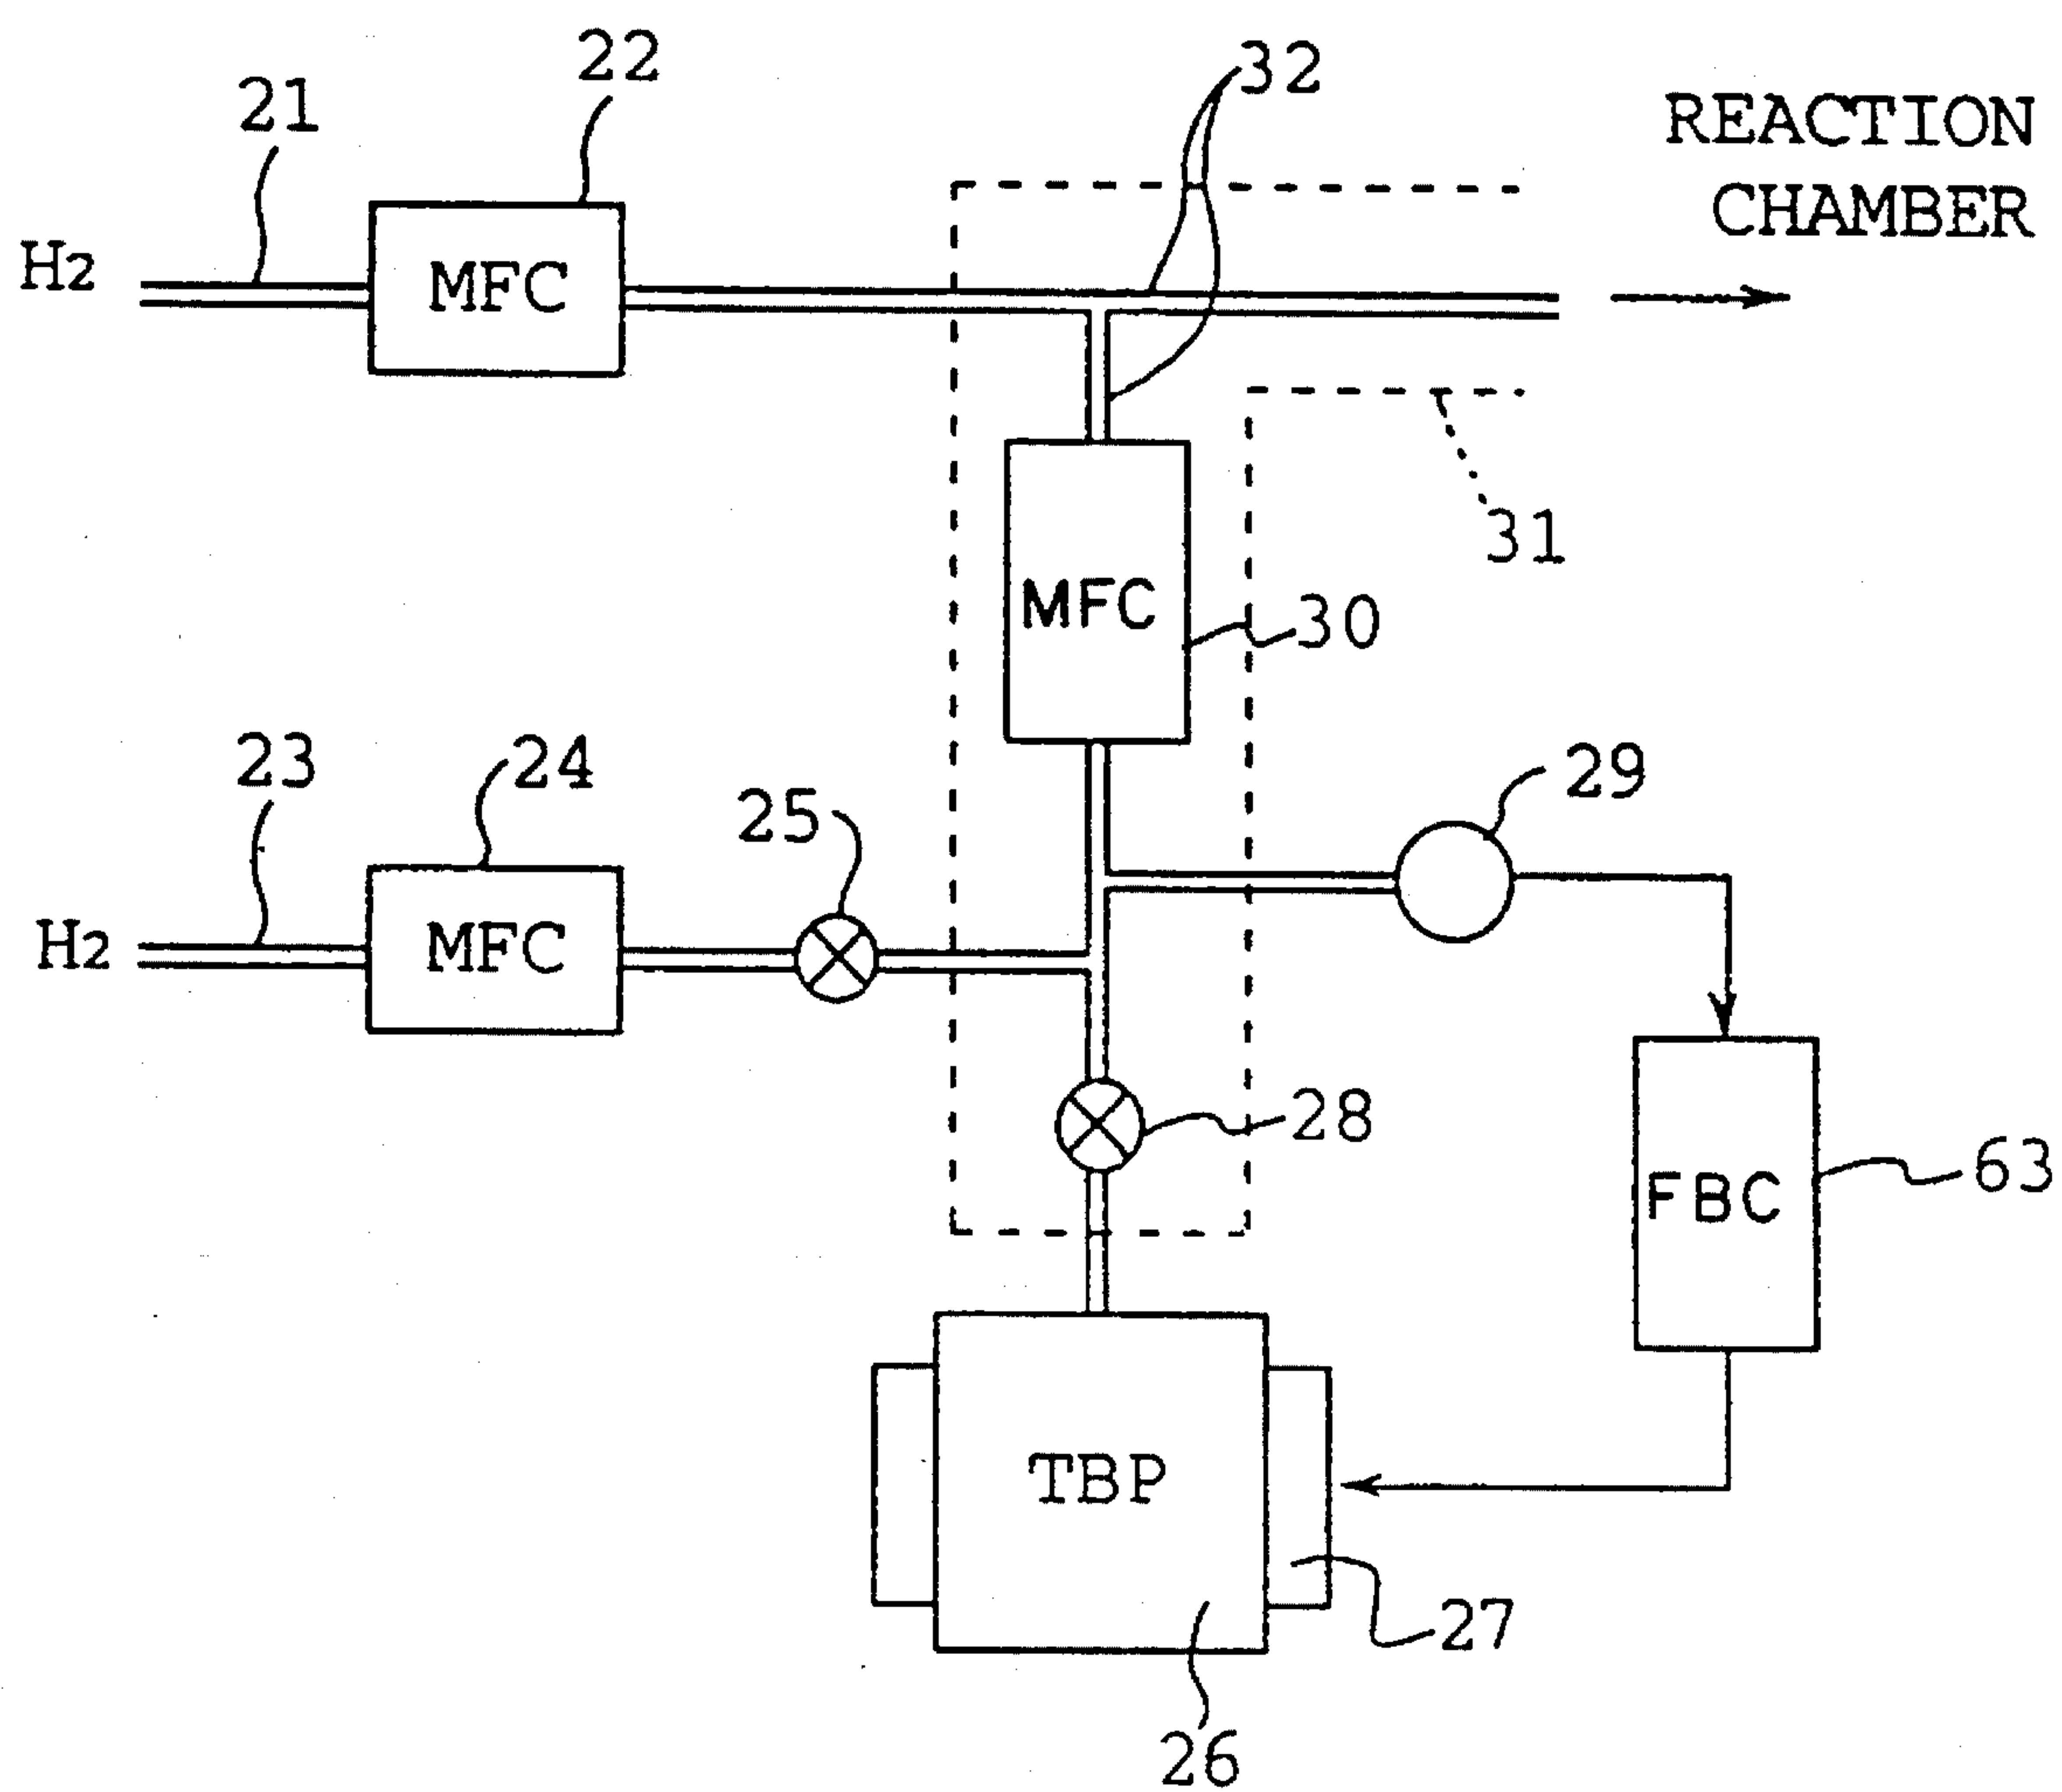 22
32
21
REACTION
CHAMBER
H2
MFC
31
MFC
30
23
24
25
29
H2
MFC
28
63
FBC
TBP
27
26